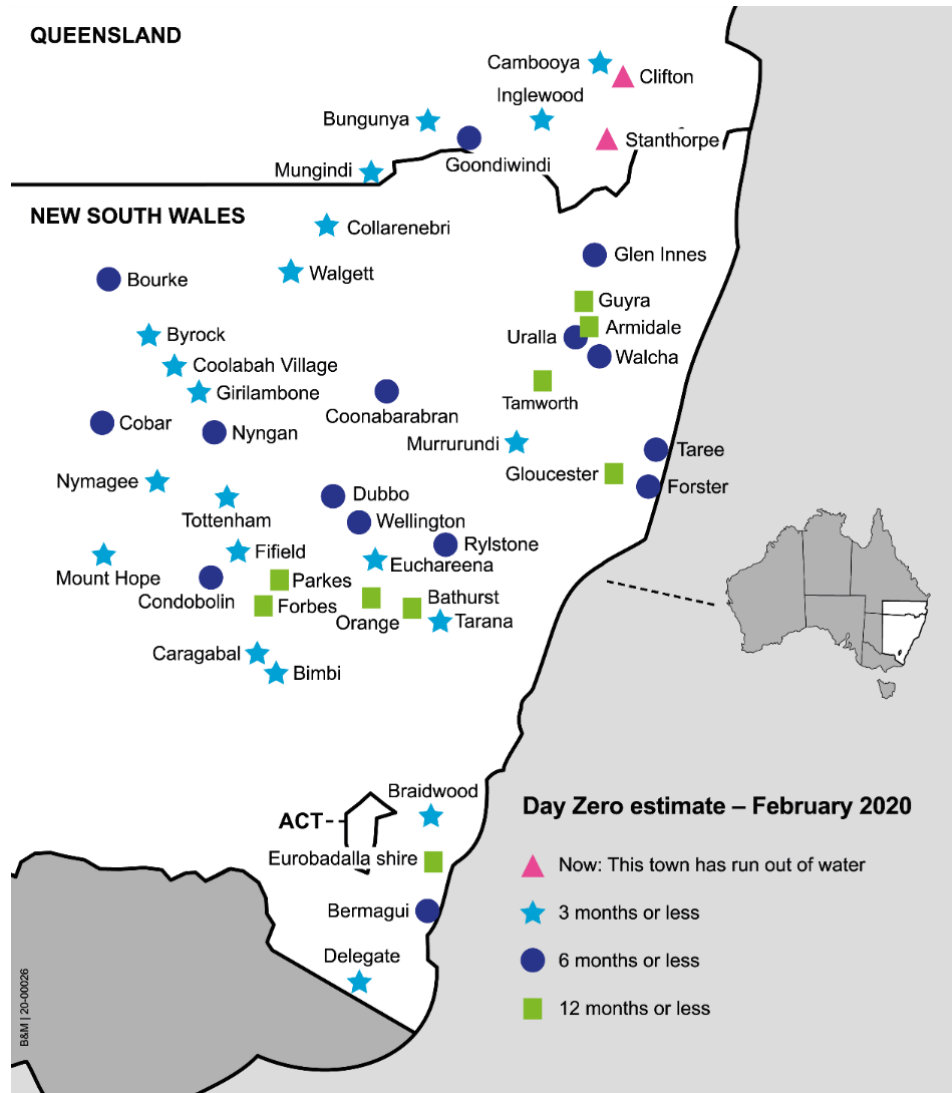 QUEENSLAND
Cambooya
Clifton
Inglewood
Bungunya
Stanthorpe
Goondiwindi
Mungindi
NEW SOUTH WALES
Collarenebri
Glen Innes
Walgett
Bourke
Guyra
Armidale
Byrock
Uralla
Walcha
Coolabah Village
Girilambone
Tamworth
Coonabarabran
Cobar
Nyngan
Murrurundi
Taree
Gloucester
Forster
Nymagee
Dubbo
Tottenham
Wellington
Rylstone
Fifield
Euchareena
Mount Hope
Parkes
Condobolin
Forbes
Bathurst
Orange
Tarana
Caragabal
Bimbi
Braidwood
ACT
Eurobadalla shire
Bermagui
Delegate
Day Zero estimate – February 2020
Now: This town has run out of water
3 months or less
6 months or less
12 months or less
B&M | 20-00026